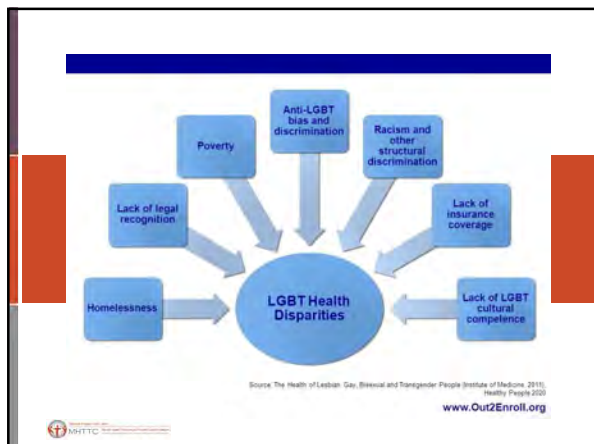 Anti-LGBT
bias and
discrimination
Poverty
Racism and
other
structural
discrimination
Lack of legal
recognition
Lack of
insurance
coverage
Homelessness
LGBT Health
Disparities
Lack of LGBT
cultural
competence
Source: The Health of Lesbian, Gay, Bisexual and Transgender People (Institute of Medicine, 2011);
Healthy People 2020
www.Out2Enroll.org
MHTTC